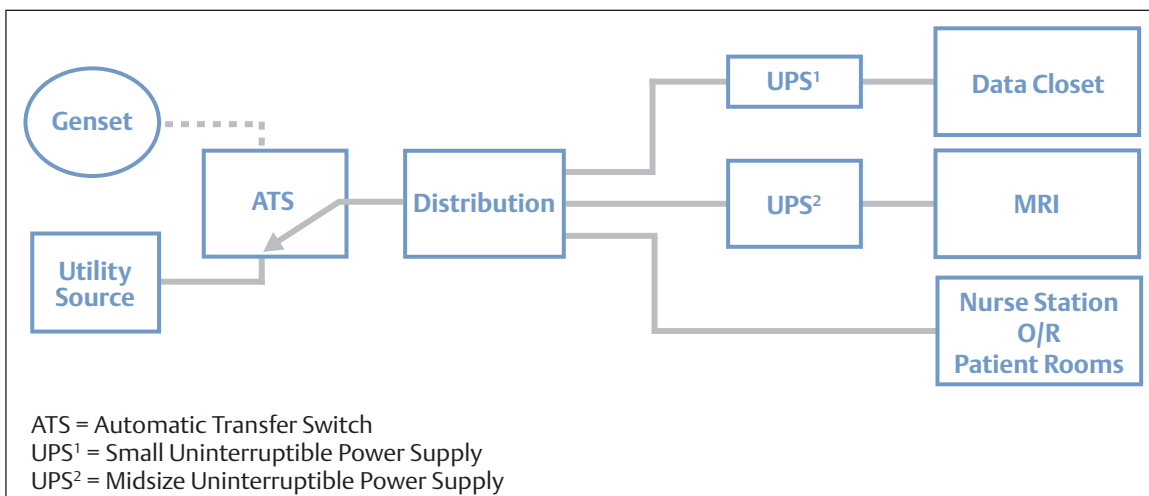 Genset
ATS
Distribution
Utility
Source
UPS¹
Data Closet
UPS²
MRI
Nurse Station
O/R
Patient Rooms
ATS = Automatic Transfer Switch
UPS¹ = Small Uninterruptible Power Supply
UPS² = Midsize Uninterruptible Power Supply